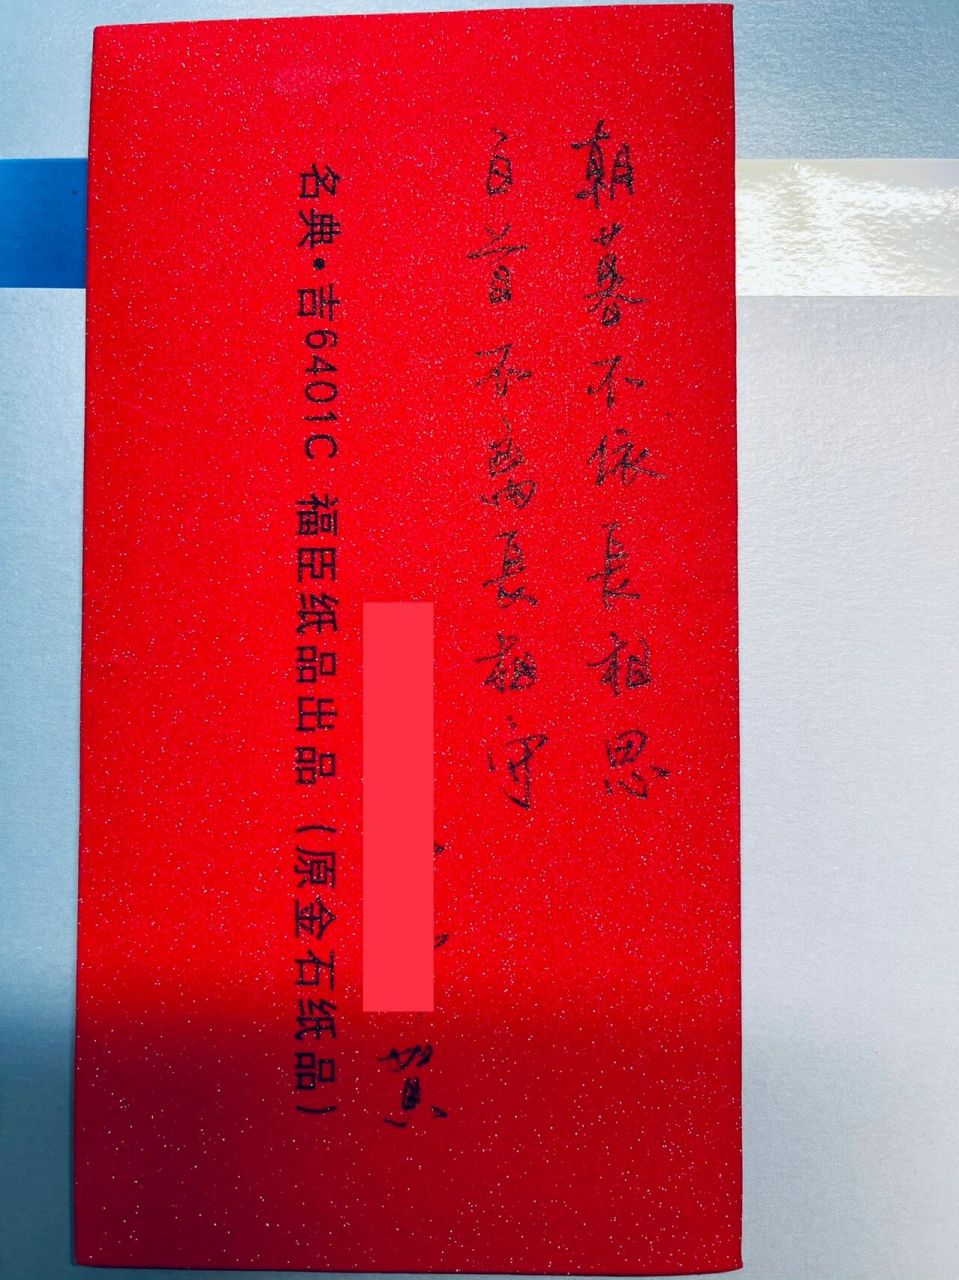 朝暮不依長相思
白首不離長相守
賀
名典·吉6401C 福臣纸品出品（原金石纸品）